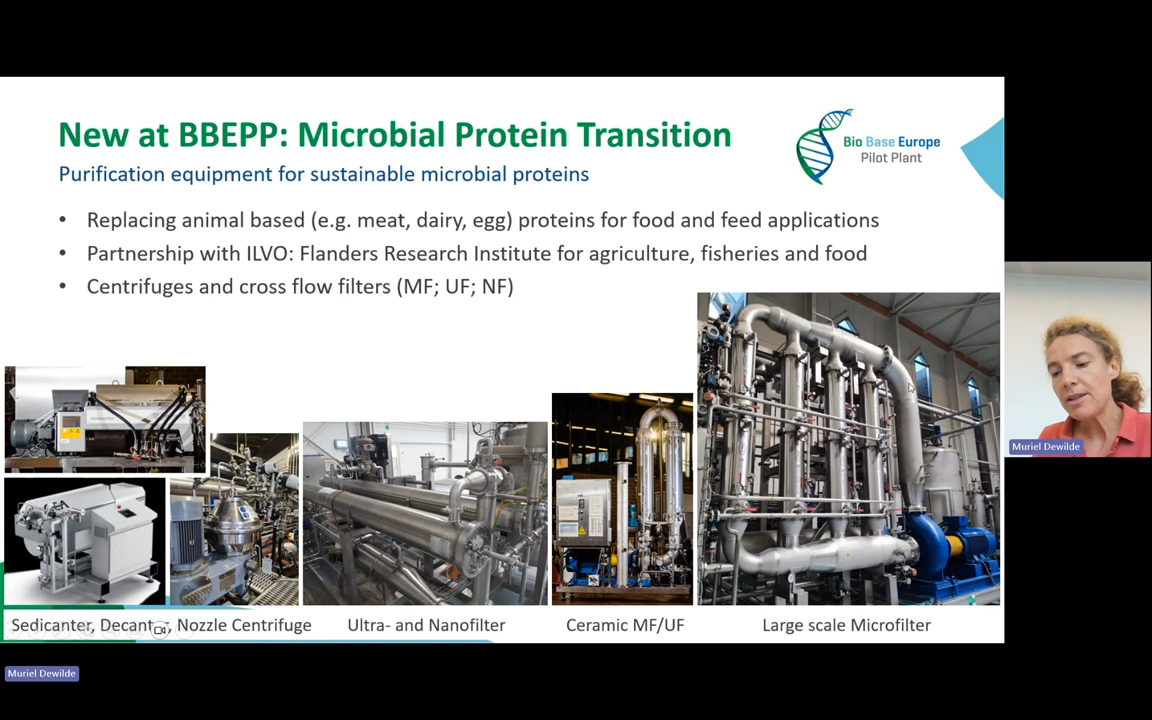 New at BBEPP: Microbial Protein Transition
Purification equipment for sustainable microbial proteins
Bio Base Europe
Pilot Plant
• Replacing animal based (e.g. meat, dairy, egg) proteins for food and feed applications
• Partnership with ILVO: Flanders Research Institute for agriculture, fisheries and food
• Centrifuges and cross flow filters (MF; UF; NF)
Muriel Dewilde
Sedicanter, Nozzle Centrifuge
Ultra- and Nanofilter
Ceramic MF/UF
Large scale Microfilter
Muriel Dewilde